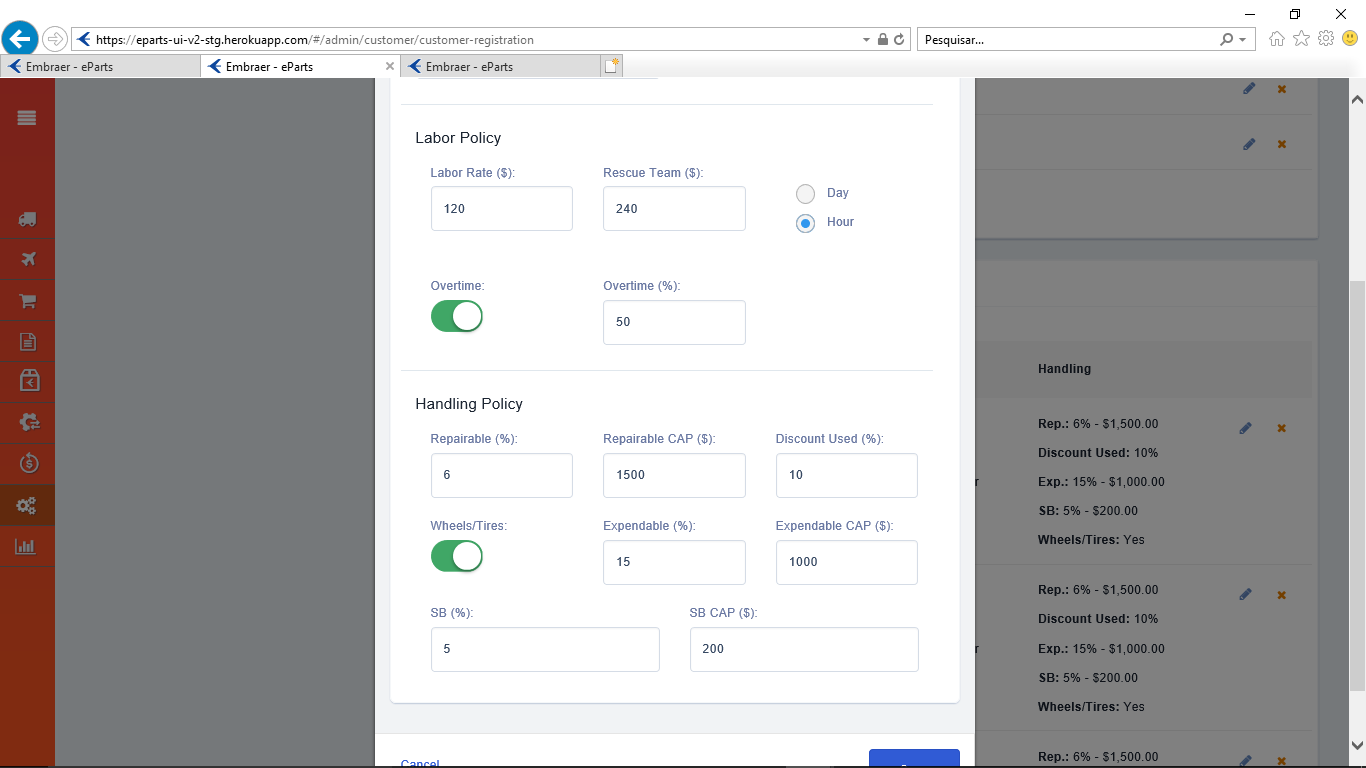 https://eparts-ui-v2-stg.herokuapp.com/#/admin/customer/customer-registration
Pesquisar...
Embraer - eParts
Embraer - eParts
Embraer - eParts
Labor Policy
Labor Rate ($):
Rescue Team ($):
120
240
Day
Hour
Overtime:
Overtime (%):
50
Handling Policy
Repairable (%):
Repairable CAP ($):
Discount Used (%):
6
1500
10
Wheels/Tires:
Expendable (%):
Expendable CAP ($):
15
1000
SB (%):
SB CAP ($):
5
200
Cancel
Handling
Rep.: 6% - $1,500.00
Discount Used: 10%
r
Exp.: 15% - $1,000.00
SB: 5% - $200.00
Wheels/Tires: Yes
Rep.: 6% - $1,500.00
Discount Used: 10%
r
Exp.: 15% - $1,000.00
SB: 5% - $200.00
Wheels/Tires: Yes
Rep.: 6% - $1,500.00